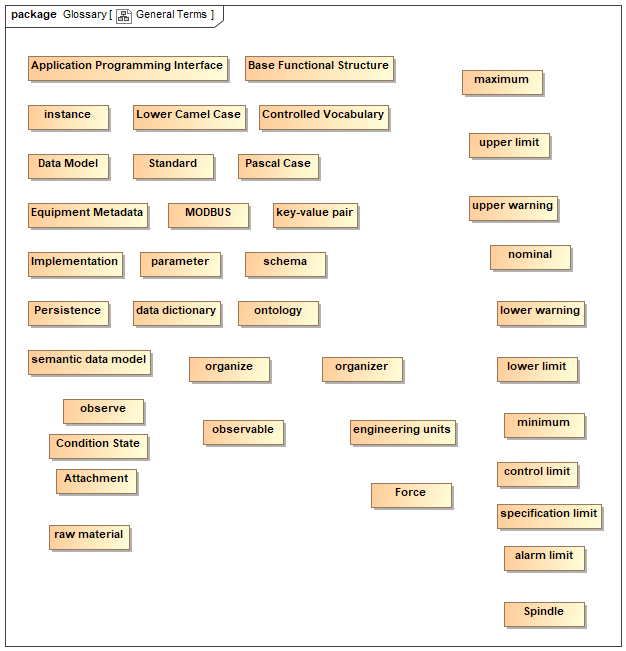 package Glossary [ General Terms ]
Application Programming Interface
Base Functional Structure
maximum
instance
Lower Camel Case
Controlled Vocabulary
upper limit
Data Model
Standard
Pascal Case
Equipment Metadata
MODBUS
key-value pair
upper warning
nominal
Implementation
parameter
schema
Persistence
data dictionary
ontology
lower warning
semantic data model
organize
organizer
lower limit
observe
observable
engineering units
minimum
Condition State
Attachment
control limit
Force
specification limit
raw material
alarm limit
Spindle